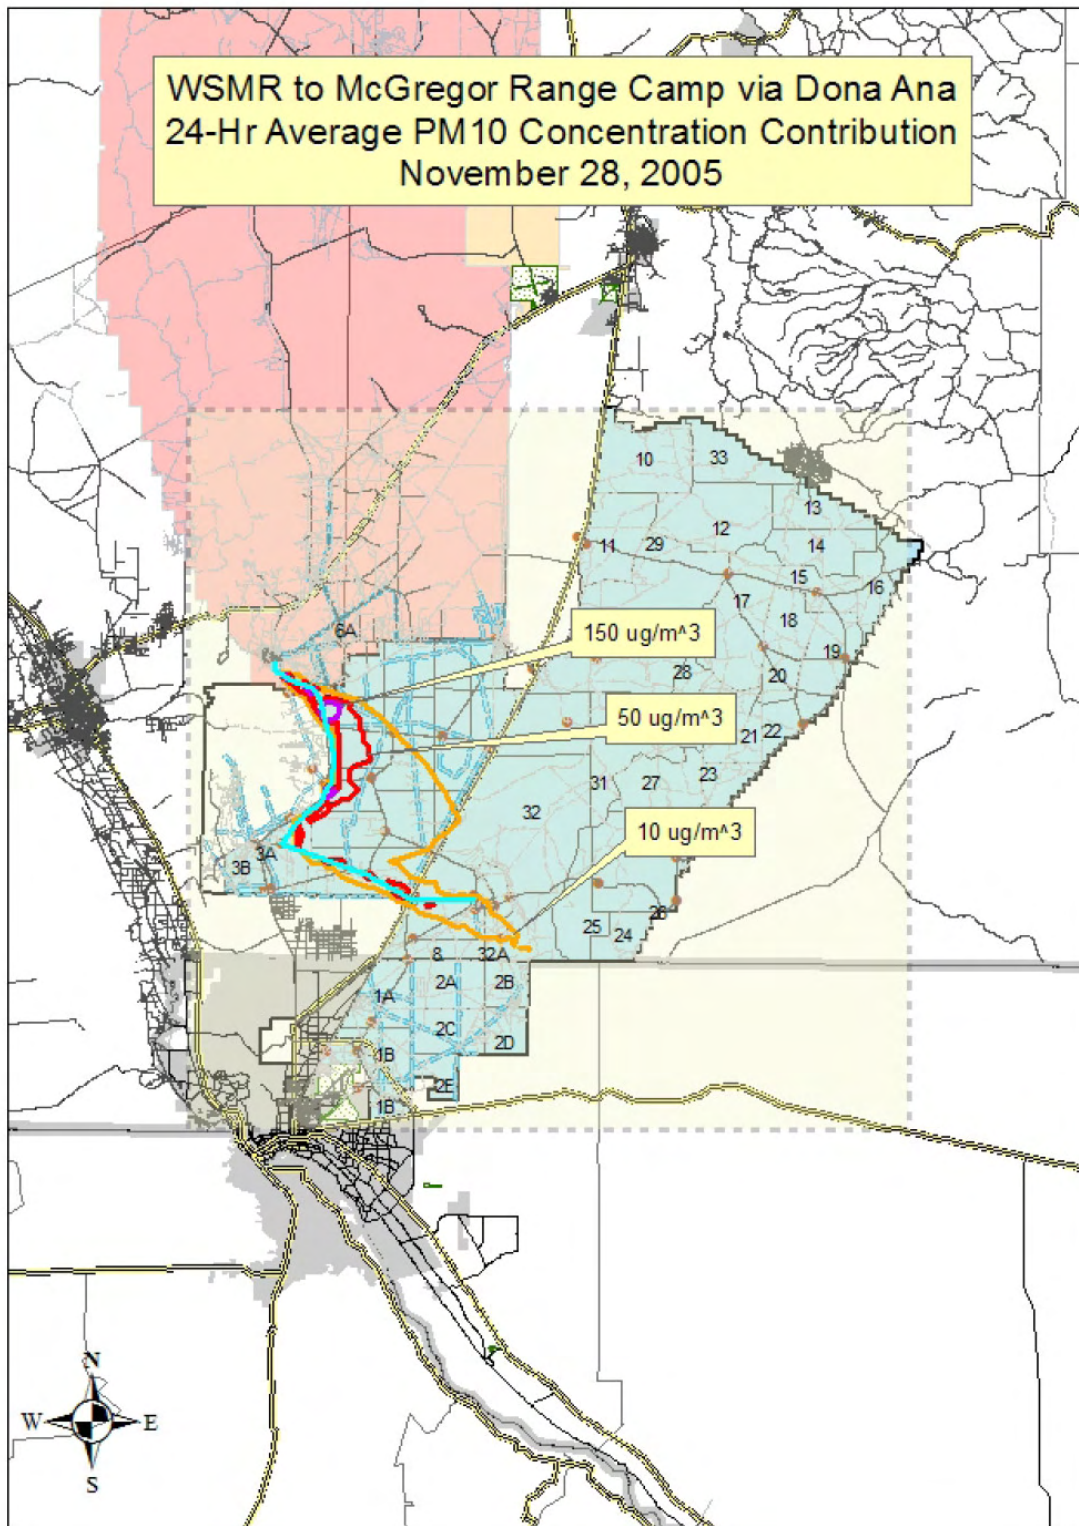 WSMR to McGregor Range Camp via Dona Ana
24-Hr Average PM10 Concentration Contribution
November 28, 2005
10
33
13
12
11
29
14
15
16
17
18
6A
150 ug/m^3
19
28
20
50 ug/m^3
21
22
23
31
27
32
10 ug/m^3
3A
3B
26
25
24
8
32A
2A
2B
1A
2C
2D
1B
2E
1B
N
W
E
S